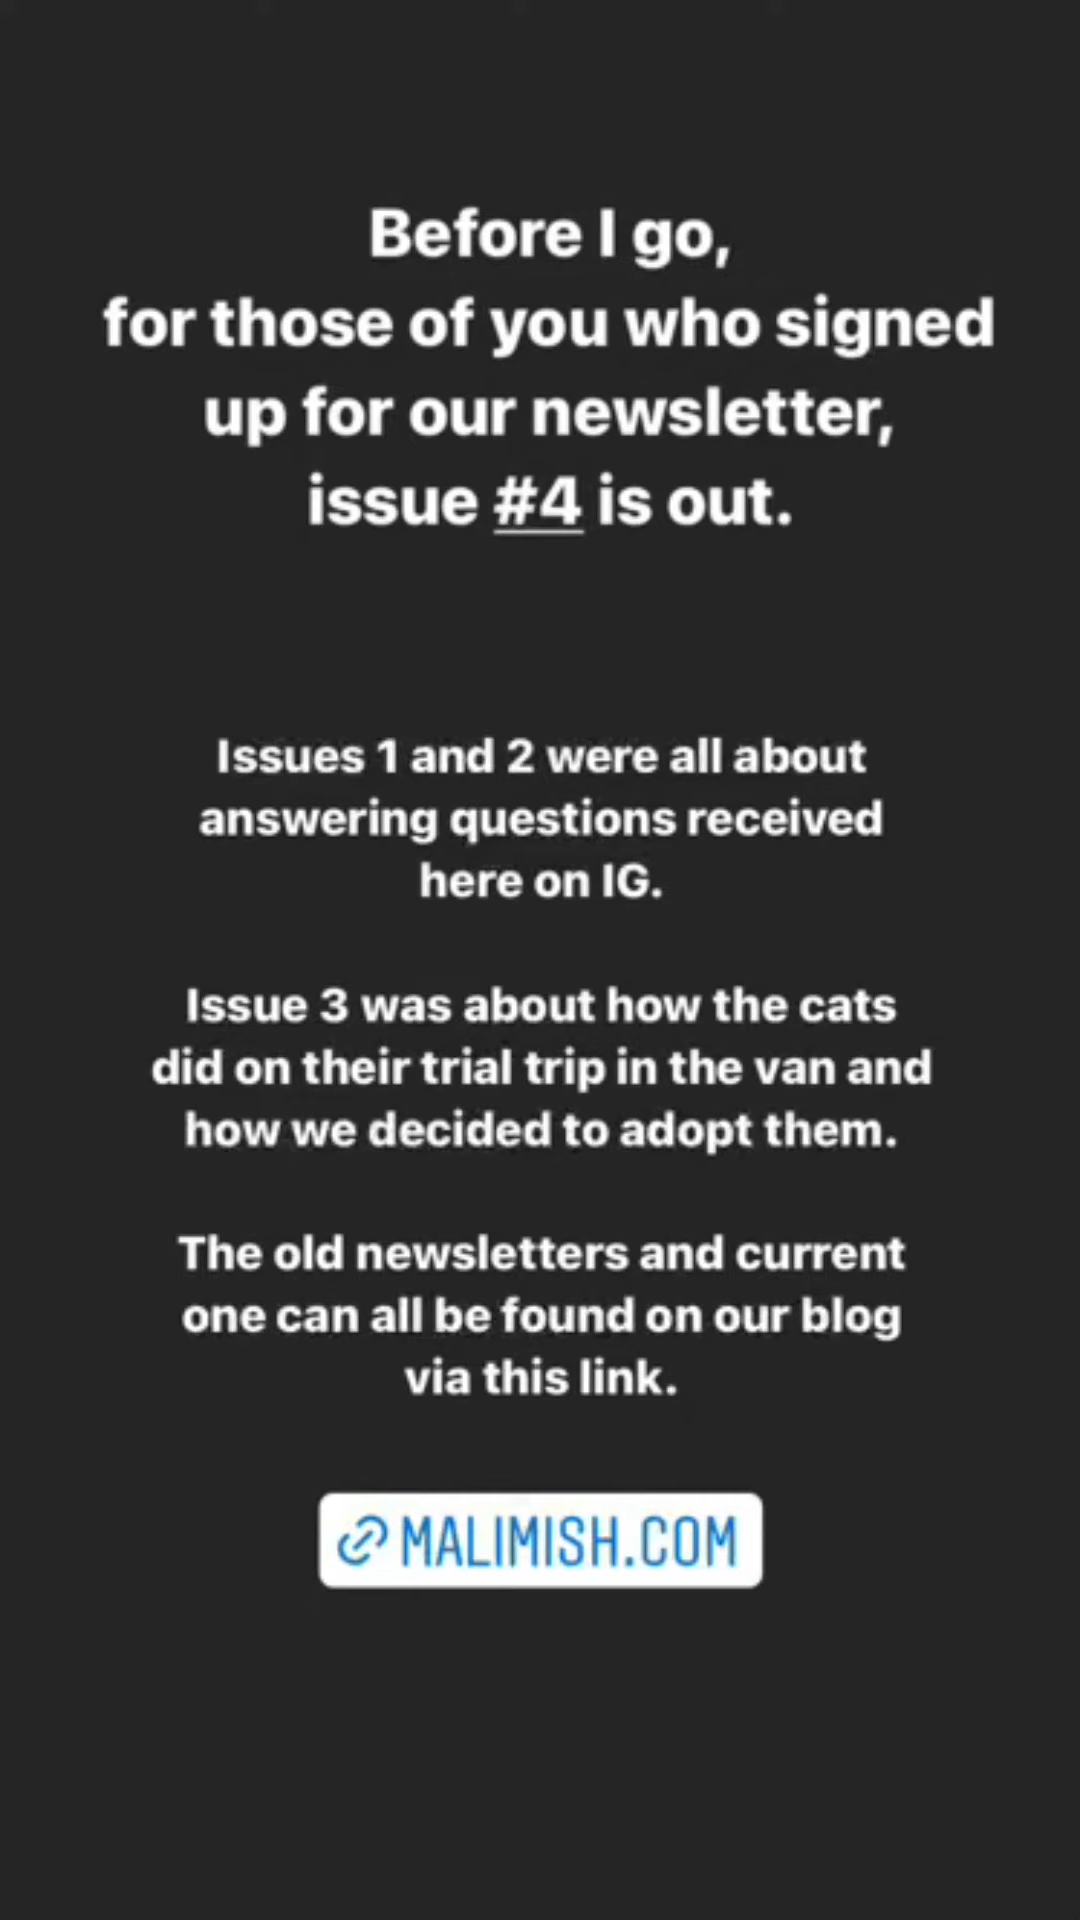 Before I go,
for those of you who signed
up for our newsletter,
issue #4 is out.
Issues 1 and 2 were all about
answering questions received
here on IG.
Issue 3 was about how the cats
did on their trial trip in the van and
how we decided to adopt them.
The old newsletters and current
one can all be found on our blog
via this link.
MALIMISH.COM